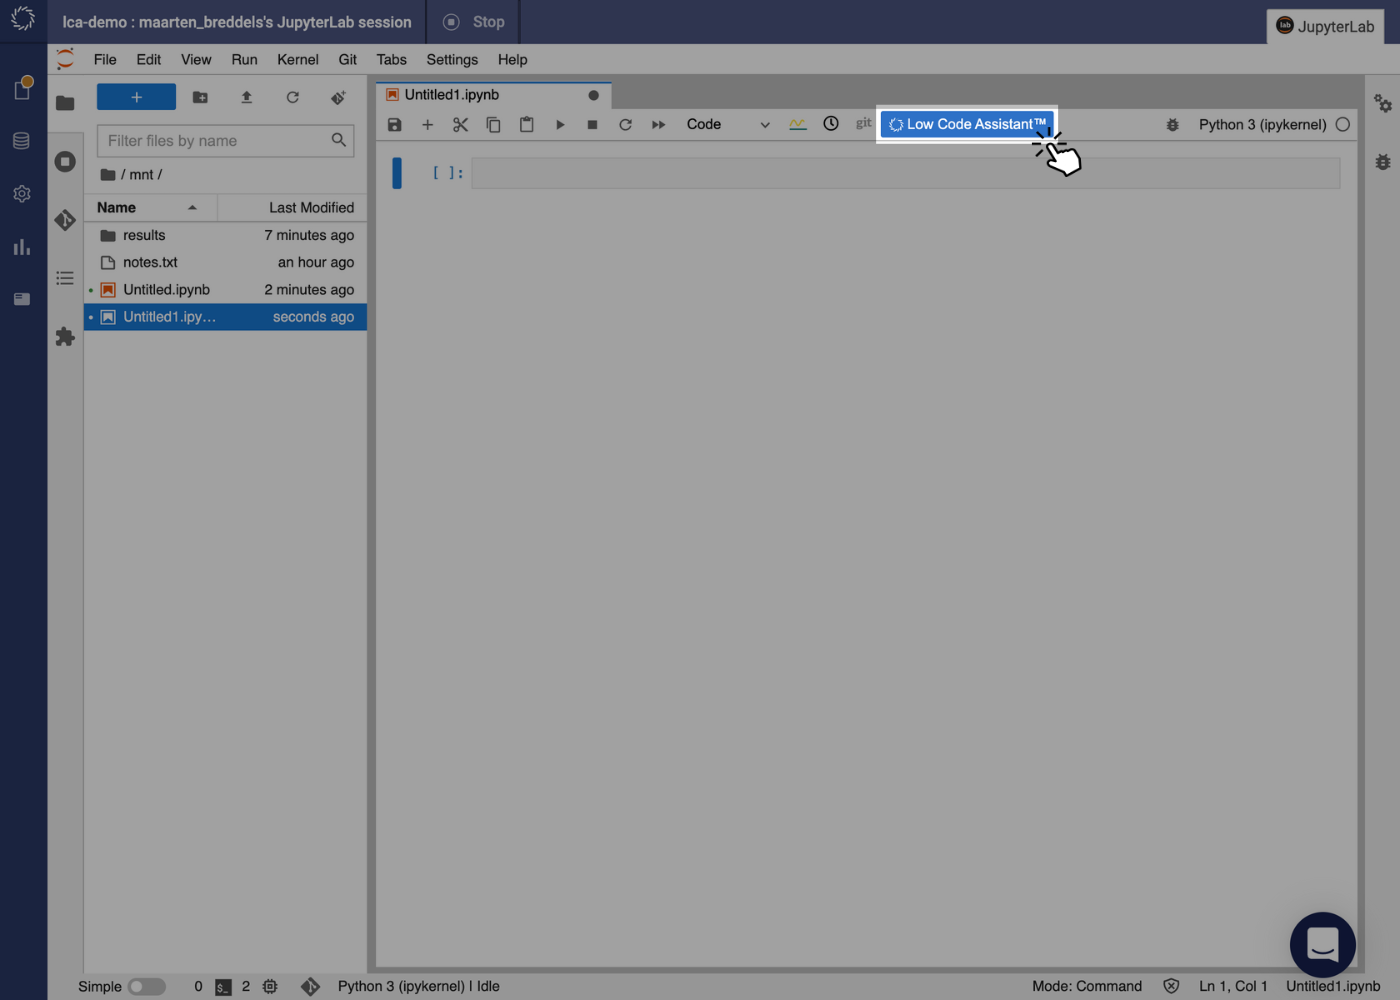 lca-demo : maarten_breddels's JupyterLab session
Stop
lab JupyterLab
File Edit View Run Kernel Git Tabs Settings Help
+
Untitled1.ipynb
Filter files by name
Code
git
Low Code Assistant™
Python 3 (ipykernel)
/ mnt /
[ ]:
Name Last Modified
results 7 minutes ago
notes.txt an hour ago
Untitled.ipynb 2 minutes ago
Untitled1.ipy... seconds ago
Simple 0 $_ 2 Python 3 (ipykernel) | Idle Mode: Command Ln 1, Col 1 Untitled1.ipynb